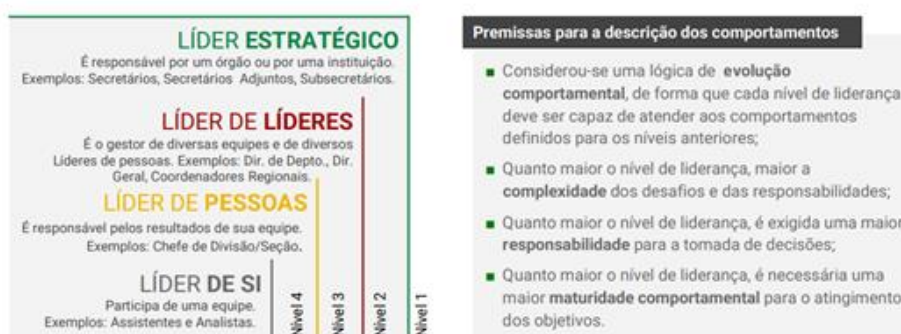 LÍDER ESTRATÉGICO
É responsável por um órgão ou por uma instituição.
Exemplos: Secretários, Secretários Adjuntos, Subsecretários.
LÍDER DE LÍDERES
É o gestor de diversas equipes e de diversos
Líderes de pessoas. Exemplos: Dir. de Depto., Dir.
Geral, Coordenadores Regionais.
LÍDER DE PESSOAS
É responsável pelos resultados de sua equipe.
Exemplos: Chefe de Divisão/Seção.
LÍDER DE SI
Participa de uma equipe.
Exemplos: Assistentes e Analistas.
Nível 4
Nível 3
Nível 2
Nível 1
Premissas para a descrição dos comportamentos
Considerou-se uma lógica de evolução
comportamental, de forma que cada nível de liderança
deve ser capaz de atender aos comportamentos
definidos para os níveis anteriores;
Quanto maior o nível de liderança, maior a
complexidade dos desafios e das responsabilidades;
Quanto maior o nível de liderança, é exigida uma maior
responsabilidade para a tomada de decisões;
Quanto maior o nível de liderança, é necessária uma
maior maturidade comportamental para o atingimento
dos objetivos.